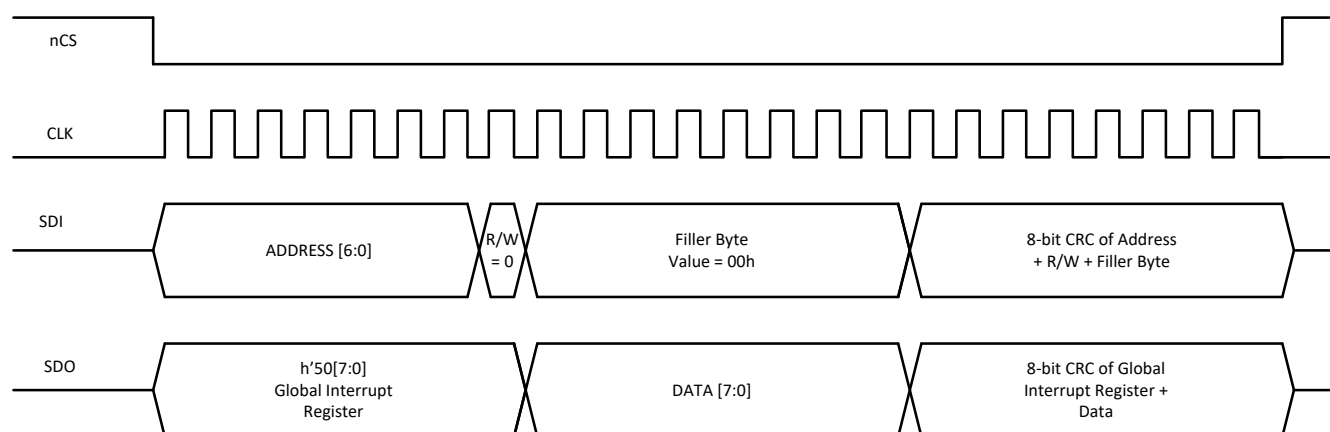 nCS
CLK
SDI
ADDRESS [6:0]
R/W
= 0
Filler Byte
Value = 00h
8-bit CRC of Address
+ R/W + Filler Byte
SDO
h’50[7:0]
Global Interrupt
Register
DATA [7:0]
8-bit CRC of Global
Interrupt Register +
Data